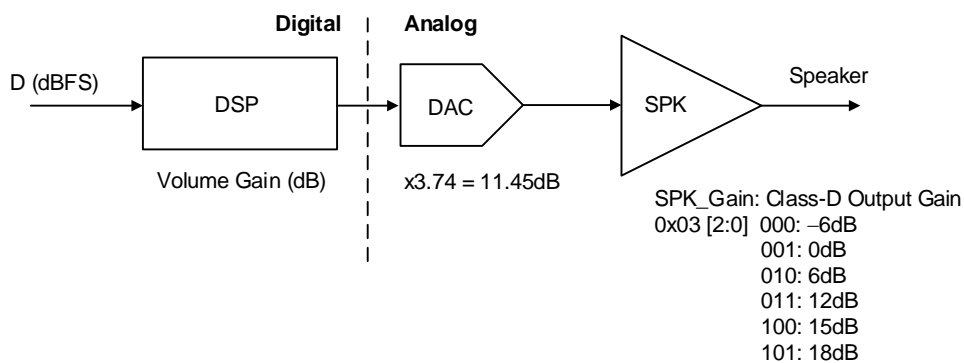 Digital Analog
D (dBFS)
DSP
DAC
SPK
Speaker
Volume Gain (dB)
x3.74 = 11.45dB
SPK_Gain: Class-D Output Gain
0x03 [2:0] 000: –6dB
001: 0dB
010: 6dB
011: 12dB
100: 15dB
101: 18dB